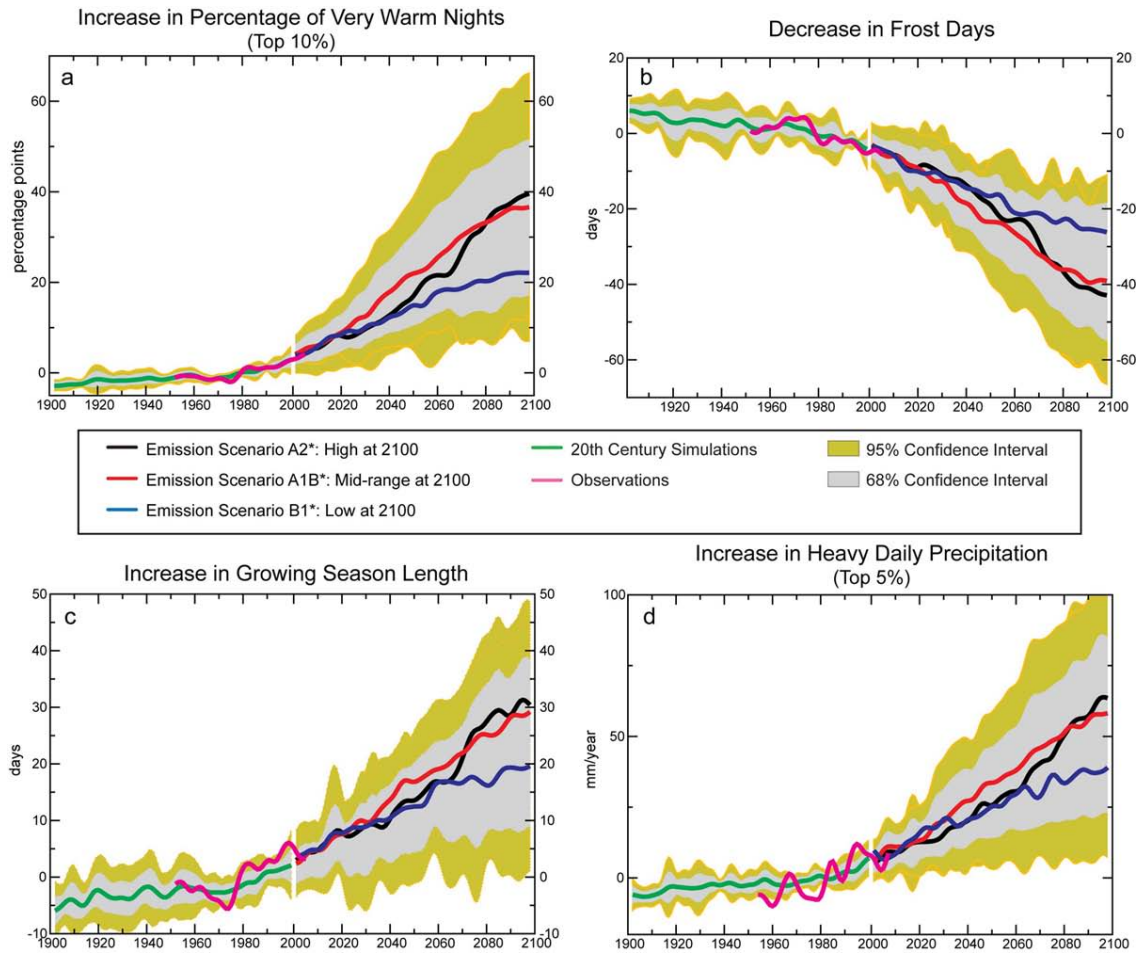 Increase in Percentage of Very Warm Nights
(Top 10%)
a
60
40
20
0
60
40
20
0
percentage points
1900 1920 1940 1960 1980 2000 2020 2040 2060 2080 2100
Decrease in Frost Days
b
20
0
-20
-40
-60
20
0
-20
-40
-60
days
1920 1940 1960 1980 2000 2020 2040 2060 2080 2100
Emission Scenario A2*: High at 2100
Emission Scenario A1B*: Mid-range at 2100
Emission Scenario B1*: Low at 2100
20th Century Simulations
Observations
95% Confidence Interval
68% Confidence Interval
Increase in Growing Season Length
c
50
40
30
20
10
0
-10
50
40
30
20
10
0
-10
days
1900 1920 1940 1960 1980 2000 2020 2040 2060 2080 2100
Increase in Heavy Daily Precipitation
(Top 5%)
d
100
75
50
25
0
mm/year
1900 1920 1940 1960 1980 2000 2020 2040 2060 2080 2100